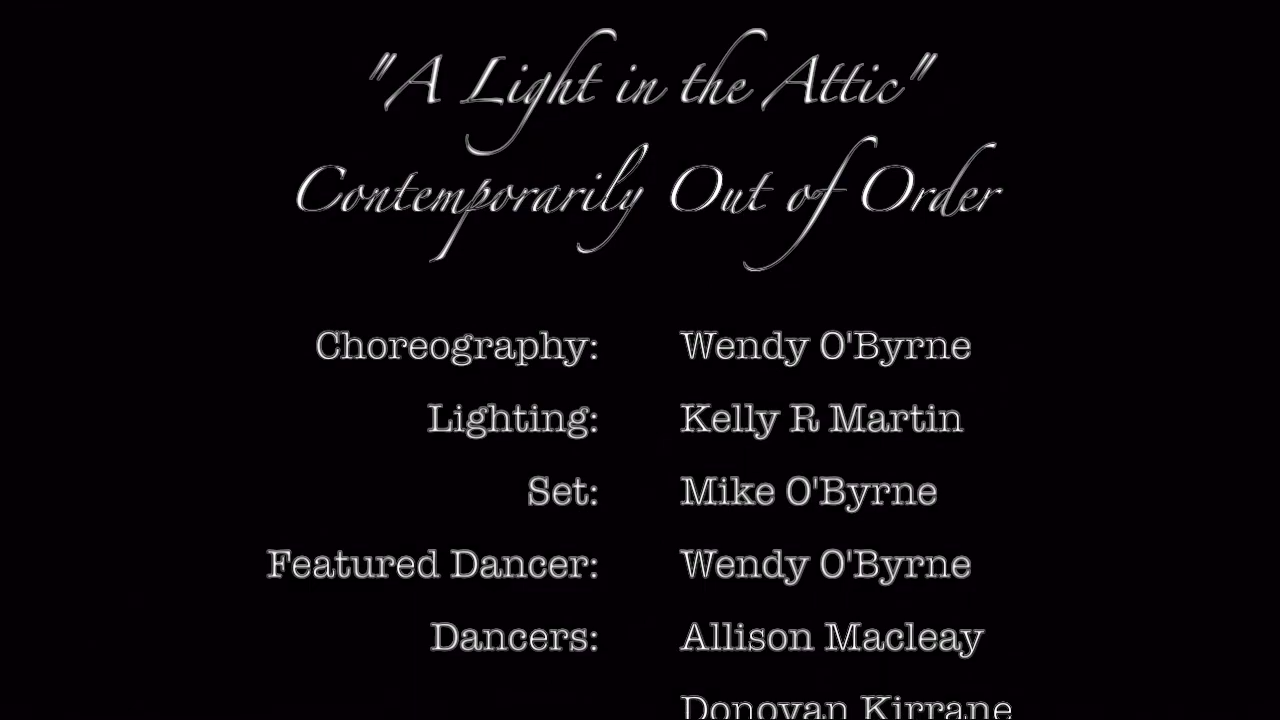 "A Light in the Attic"
Contemporarily Out of Order
Choreography: Wendy O'Byrne
Lighting: Kelly R Martin
Set: Mike O'Byrne
Featured Dancer: Wendy O'Byrne
Dancers: Allison Macleay
Donovan Kirrane